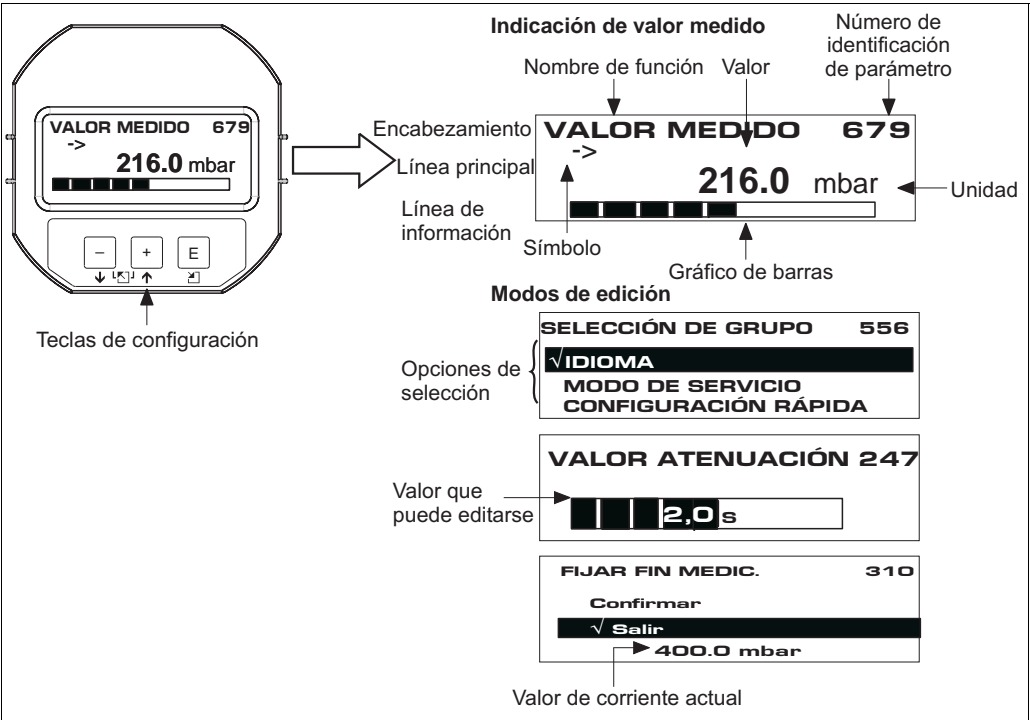 VALOR MEDIDO 679
->
216.0 mbar
– + E
Teclas de configuración
Indicación de valor medido
Nombre de función
Valor
Número de
identificación
de parámetro
Encabezamiento
VALOR MEDIDO 679
->
Línea principal
216.0 mbar
Unidad
Línea de
información
Símbolo
Gráfico de barras
Modos de edición
SELECCIÓN DE GRUPO 556
Opciones de
selección
√IDIOMA
MODO DE SERVICIO
CONFIGURACIÓN RÁPIDA
VALOR ATENUACIÓN 247
Valor que
puede editarse
2,0 s
FIJAR FIN MEDIC. 310
Confirmar
√ Salir
400.0 mbar
Valor de corriente actual